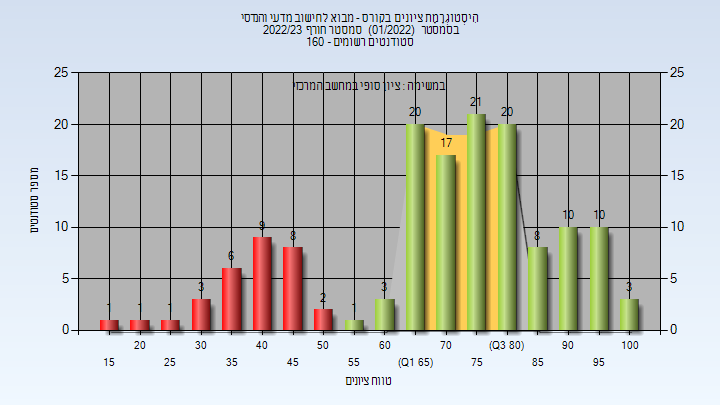 הִיסְטוֹגְרָמַת ציונים בקורס - מבוא לחישוב מדעי והנדסי
בסמסטר (01/2022) סמסטר חורף 2022/23
סטודנטים רשומים - 160
במשימה : ציון סופי במחשב המרכזי
מספר סטודנטים
25 25
20 20
15 15
10 10
5 5
0 0
1 1 1 3 6 9 8 2 1 3 20 17 21 20 8 10 10 3
20 30 40 50 60 70 (Q3 80) 90 100
15 25 35 45 55 (Q1 65) 75 85 95
טווח ציונים